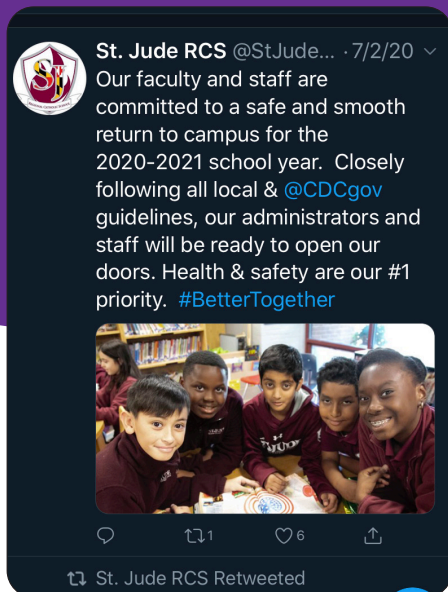 St. Jude RCS @StJude... · 7/2/20
Our faculty and staff are
committed to a safe and smooth
return to campus for the
2020-2021 school year. Closely
following all local & @CDCgov
guidelines, our administrators and
staff will be ready to open our
doors. Health & safety are our #1
priority. #BetterTogether
1 6
St. Jude RCS Retweeted